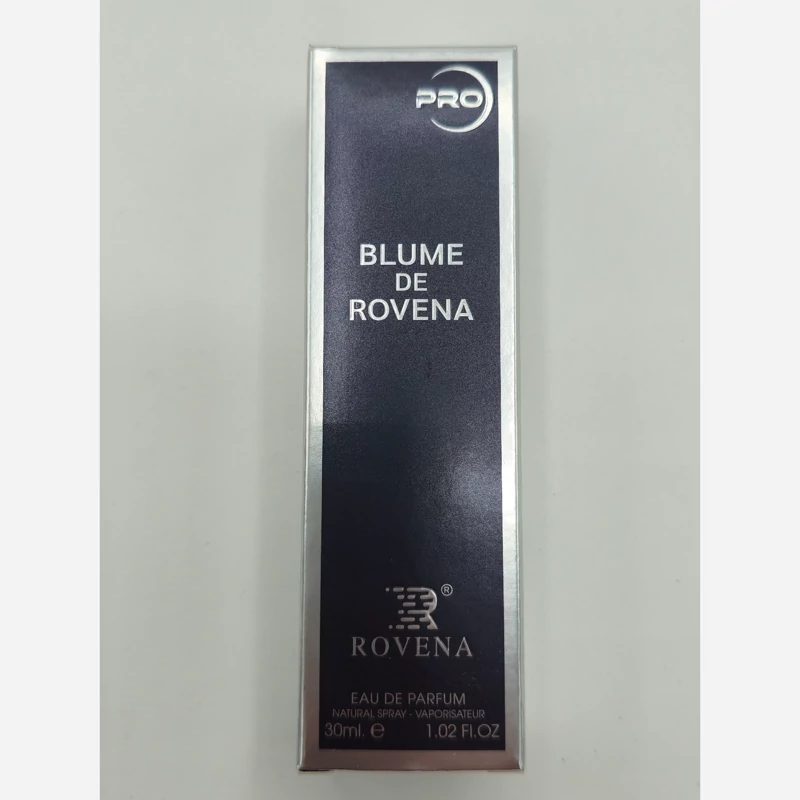 PRO
BLUME
DE
ROVENA
R®
ROVENA
EAU DE PARFUM
NATURAL SPRAY - VAPORISATEUR
30ml. ℮ 1.02 Fl.OZ